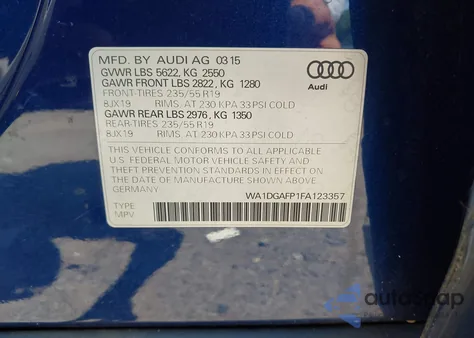 MFD. BY AUDI AG 03 15
GVWR LBS 5622, KG 2550
GAWR FRONT LBS 2822, KG 1280
FRONT-TIRES 235/55 R19
8JX19 RIMS, AT 230 KPA 33 PSI COLD
GAWR REAR LBS 2976, KG 1350
REAR-TIRES 235/55 R19
8JX19 RIMS, AT 230 KPA 33 PSI COLD
Audi
THIS VEHICLE CONFORMS TO ALL APPLICABLE
U.S. FEDERAL MOTOR VEHICLE SAFETY AND
THEFT PREVENTION STANDARDS IN EFFECT ON
THE DATE OF MANUFACTURE SHOWN ABOVE
GERMANY
WA1DGAFP1FA123357
TYPE
MPV
autosnap